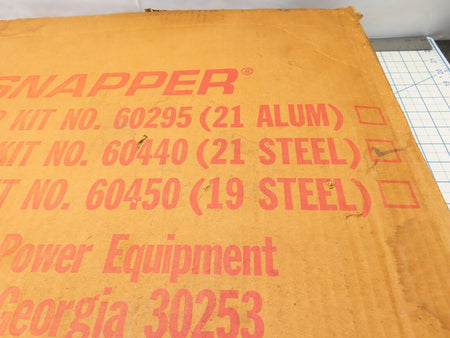 SNAPPER®
KIT NO. 60295 (21 ALUM)
KIT NO. 60440 (21 STEEL)
NO. 60450 (19 STEEL)
Power Equipment
Georgia 30253